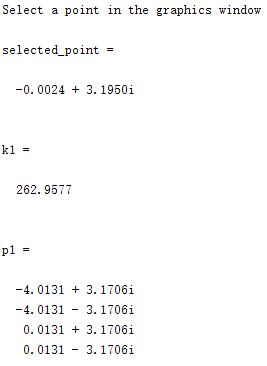 Select a point in the graphics window
selected_point =
-0.0024 + 3.1950i
k1 =
262.9577
p1 =
-4.0131 + 3.1706i
-4.0131 - 3.1706i
0.0131 + 3.1706i
0.0131 - 3.1706i